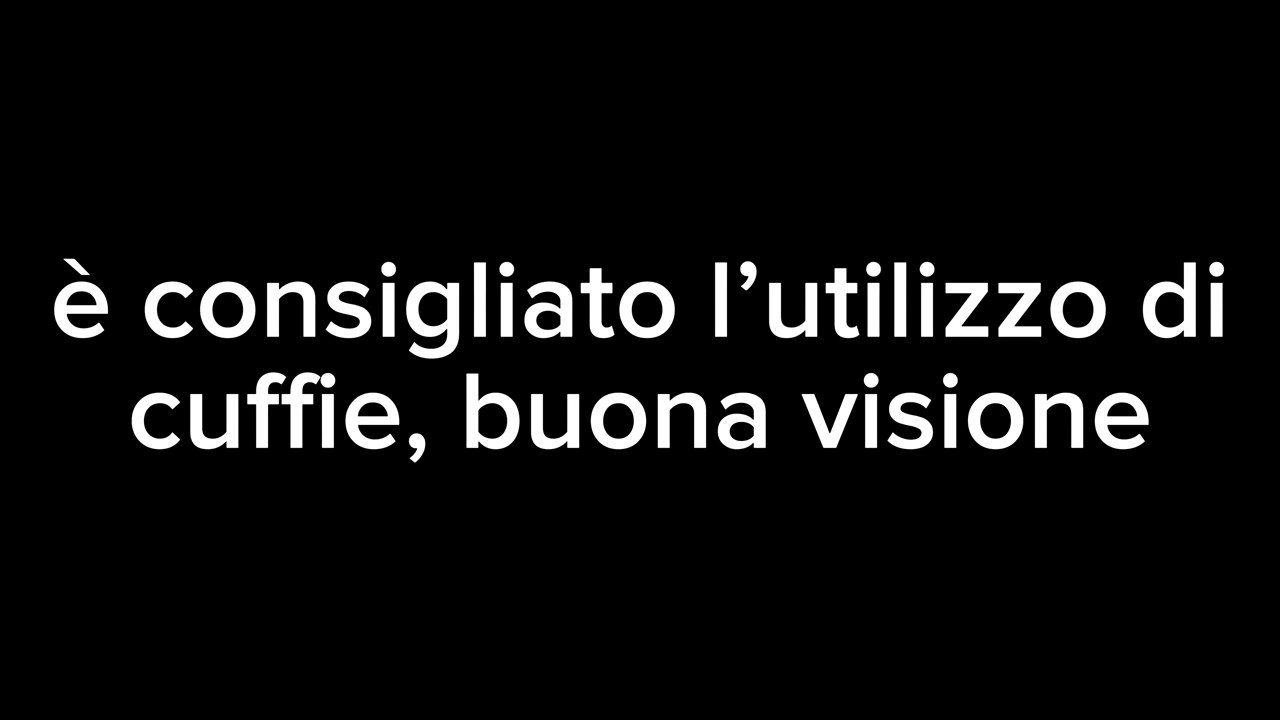 è consigliato l’utilizzo di
cuffie, buona visione